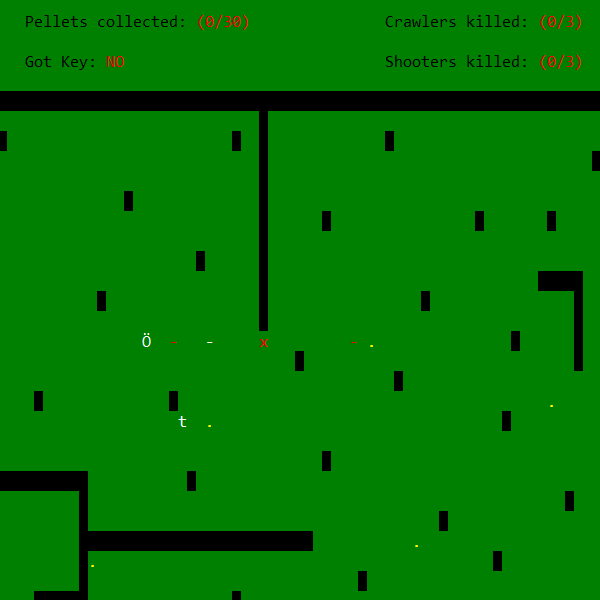 Pellets collected: (0/30) Crawlers killed: (0/3)
Got Key: NO Shooters killed: (0/3)
Ö - - x - .
.
t .
.
.